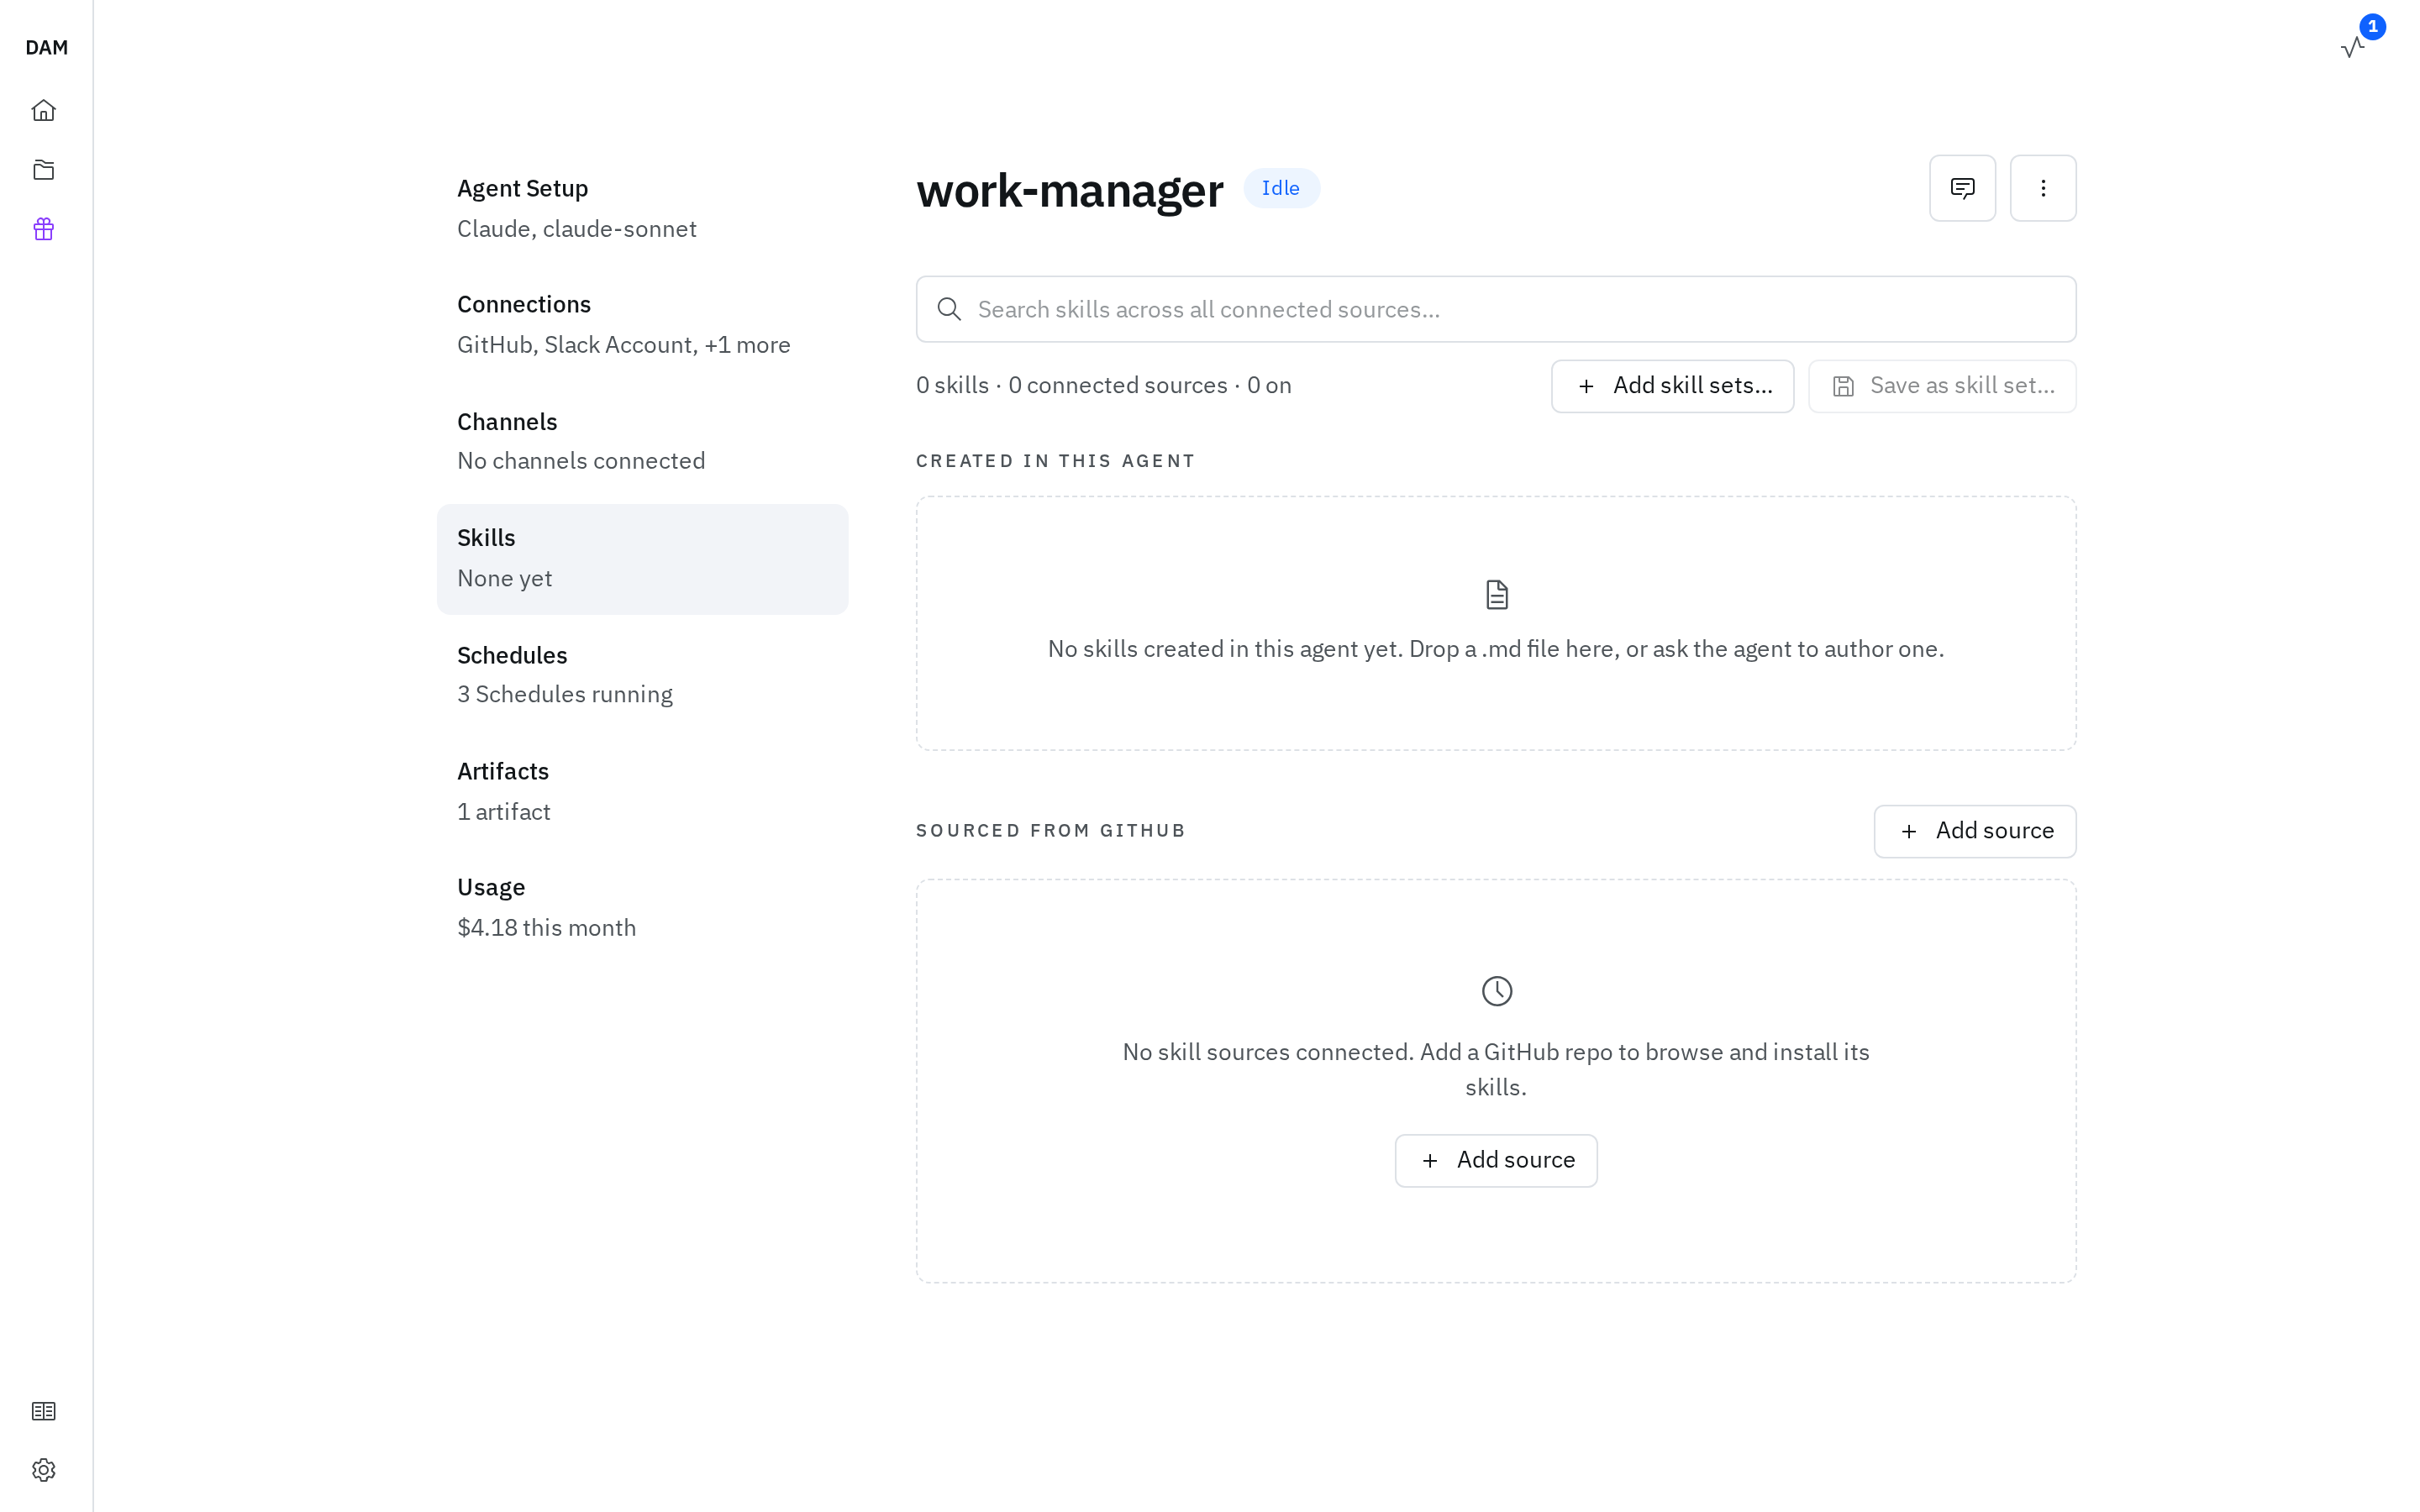 DAM
1
Agent Setup
Claude, claude-sonnet
Connections
GitHub, Slack Account, +1 more
Channels
No channels connected
Skills
None yet
Schedules
3 Schedules running
Artifacts
1 artifact
Usage
$4.18 this month
work-manager
Idle
Search skills across all connected sources...
0 skills · 0 connected sources · 0 on
Add skill sets...
Save as skill set...
CREATED IN THIS AGENT
No skills created in this agent yet. Drop a .md file here, or ask the agent to author one.
SOURCED FROM GITHUB
Add source
No skill sources connected. Add a GitHub repo to browse and install its
skills.
Add source